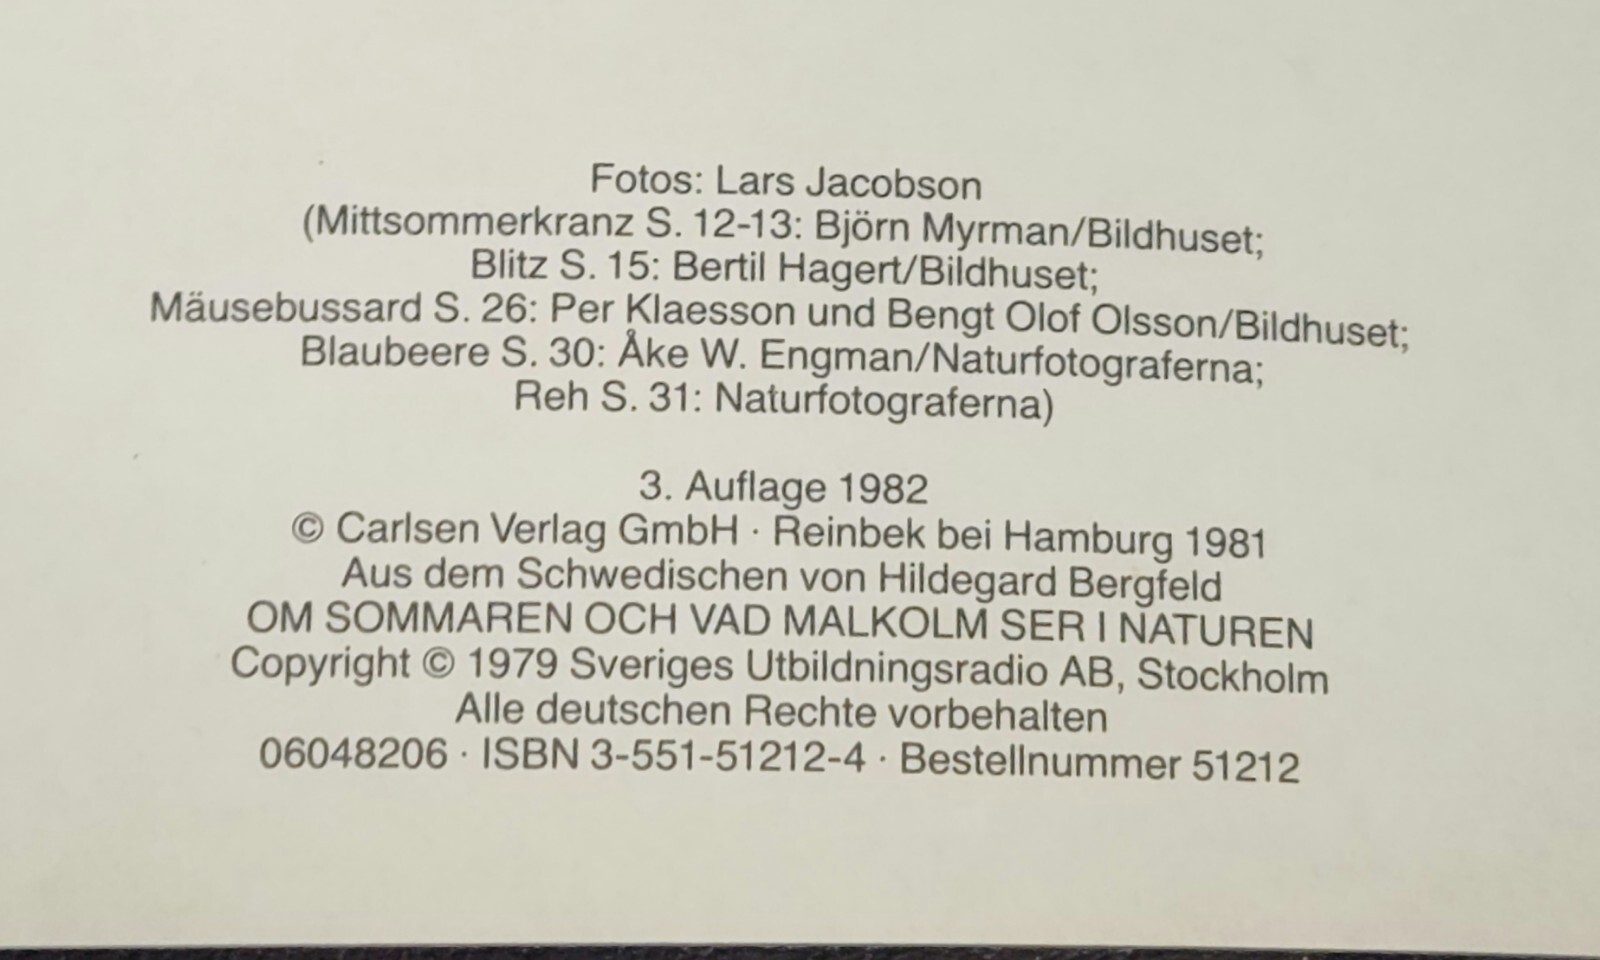 Fotos: Lars Jacobson
(Mittsommerkranz S. 12-13: Björn Myrman/Bildhuset;
Blitz S. 15: Bertil Hagert/Bildhuset;
Mäusebussard S. 26: Per Klaesson und Bengt Olof Olsson/Bildhuset;
Blaubeere S. 30: Åke W. Engman/Naturfotograferna;
Reh S. 31: Naturfotograferna)
3. Auflage 1982
© Carlsen Verlag GmbH · Reinbek bei Hamburg 1981
Aus dem Schwedischen von Hildegard Bergfeld
OM SOMMAREN OCH VAD MALKOLM SER I NATUREN
Copyright © 1979 Sveriges Utbildningsradio AB, Stockholm
Alle deutschen Rechte vorbehalten
06048206 · ISBN 3-551-51212-4 · Bestellnummer 51212